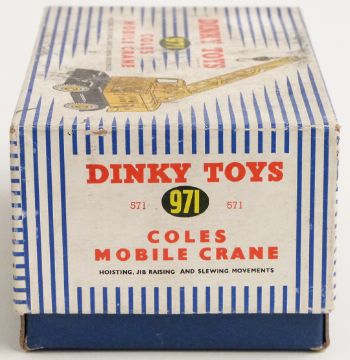 DINKY TOYS
971
COLES
MOBILE CRANE
DINKY TOYS
571 971 571
COLES
MOBILE CRANE
HOISTING, JIB RAISING AND SLEWING MOVEMENTS